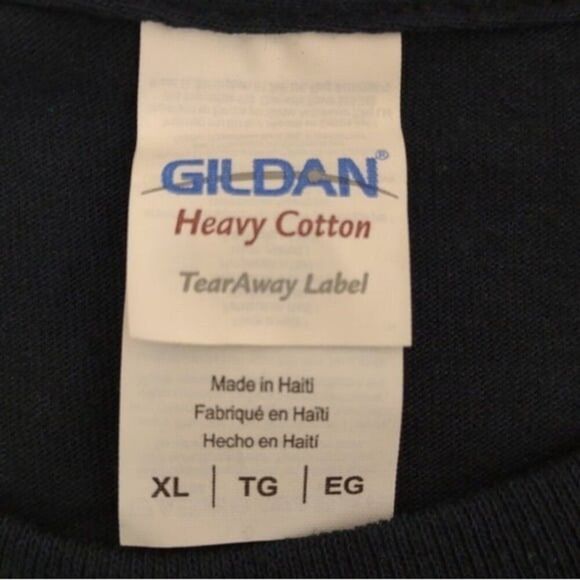 GILDAN®
Heavy Cotton
TearAway Label
Made in Haiti
Fabriqué en Haïti
Hecho en Haití
XL | TG | EG